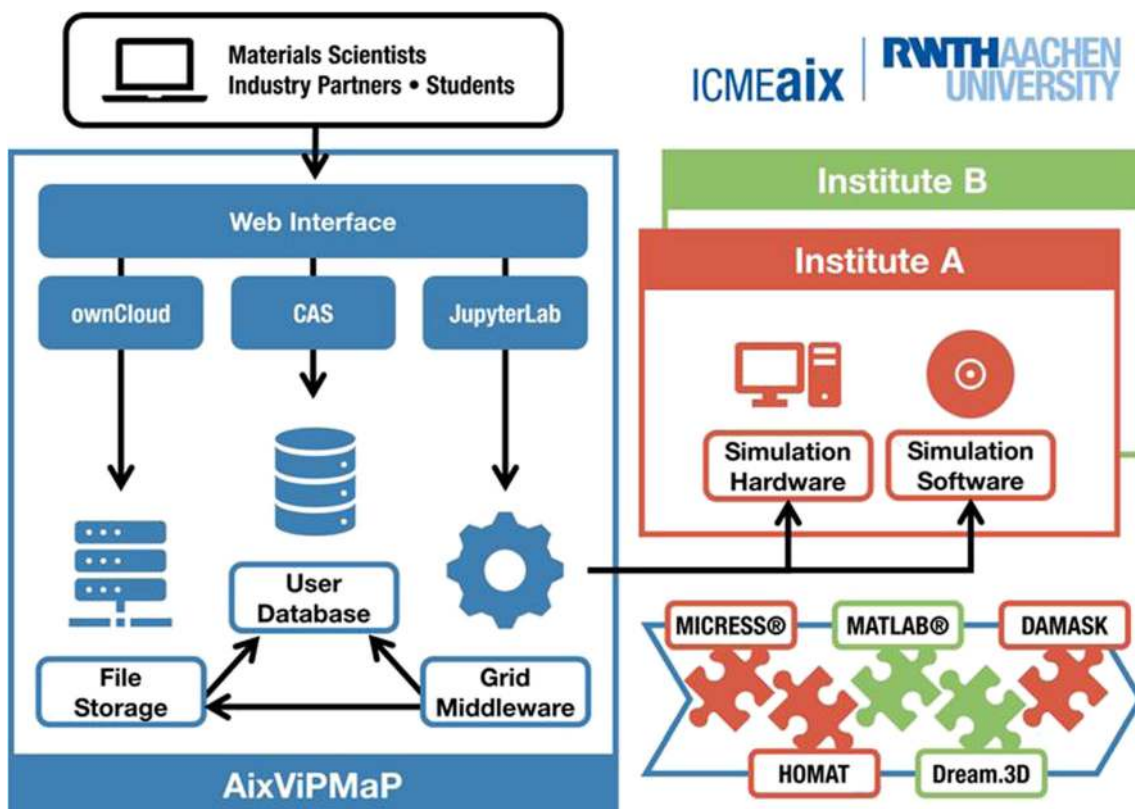 Materials Scientists
Industry Partners • Students
ICMEaix
RWTHAACHEN
UNIVERSITY
Web Interface
ownCloud
CAS
JupyterLab
User
Database
File
Storage
Grid
Middleware
AixViPMaP
Institute B
Institute A
Simulation
Hardware
Simulation
Software
MICRESS®
MATLAB®
DAMASK
HOMAT
Dream.3D